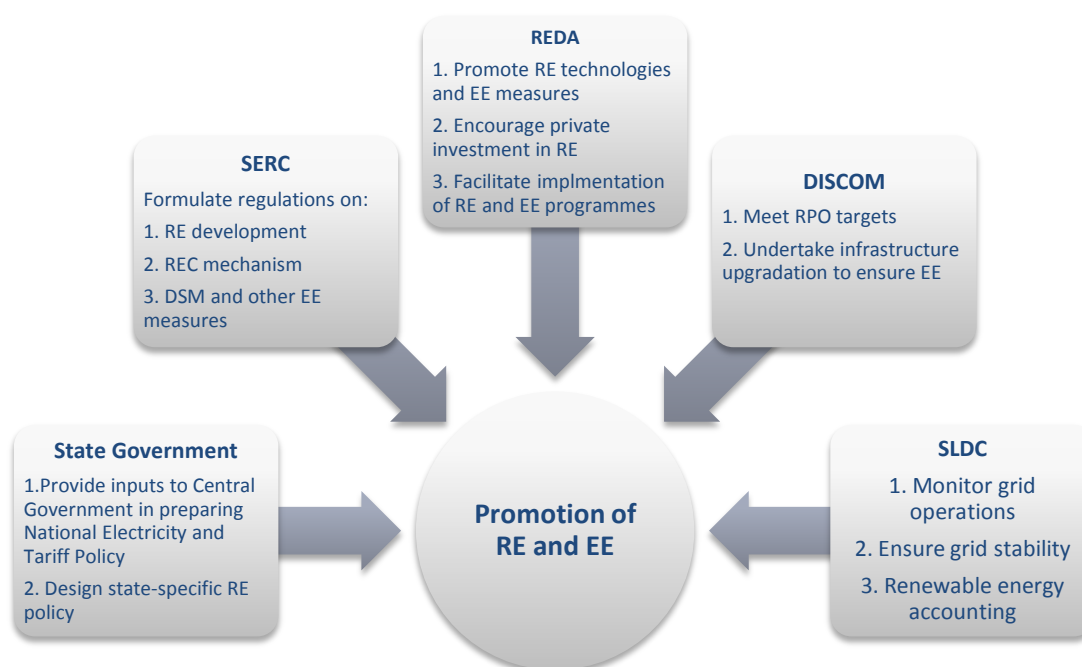 REDA
1. Promote RE technologies
and EE measures
2. Encourage private
investment in RE
3. Facilitate implmentation
of RE and EE programmes
SERC
Formulate regulations on:
1. RE development
2. REC mechanism
3. DSM and other EE
measures
DISCOM
1. Meet RPO targets
2. Undertake infrastructure
upgradation to ensure EE
State Government
1.Provide inputs to Central
Government in preparing
National Electricity and
Tariff Policy
2. Design state-specific RE
policy
Promotion of
RE and EE
SLDC
1. Monitor grid
operations
2. Ensure grid stability
3. Renewable energy
accounting